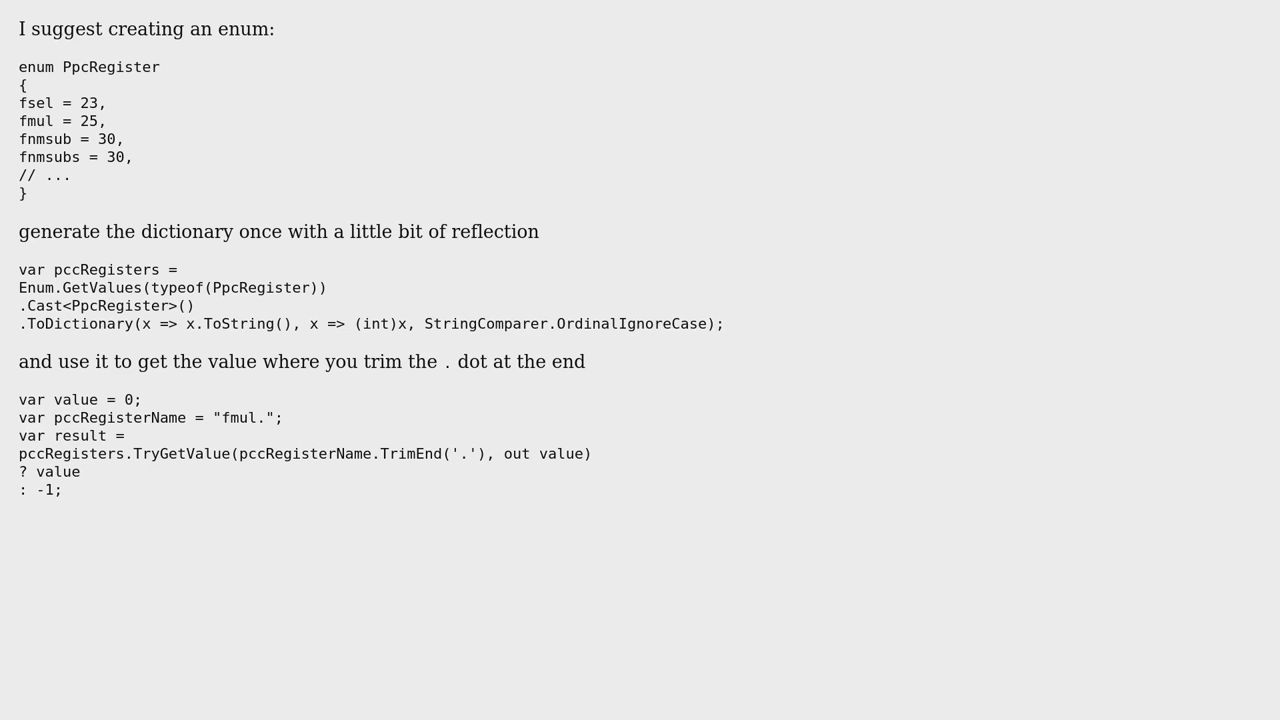 I suggest creating an enum:
enum PpcRegister
{
fsel = 23,
fmul = 25,
fnmsub = 30,
fnmsubs = 30,
// ...
}
generate the dictionary once with a little bit of reflection
var pccRegisters =
Enum.GetValues(typeof(PpcRegister))
.Cast<PpcRegister>()
.ToDictionary(x => x.ToString(), x => (int)x, StringComparer.OrdinalIgnoreCase);
and use it to get the value where you trim the . dot at the end
var value = 0;
var pccRegisterName = "fmul.";
var result =
pccRegisters.TryGetValue(pccRegisterName.TrimEnd('.'), out value)
? value
: -1;